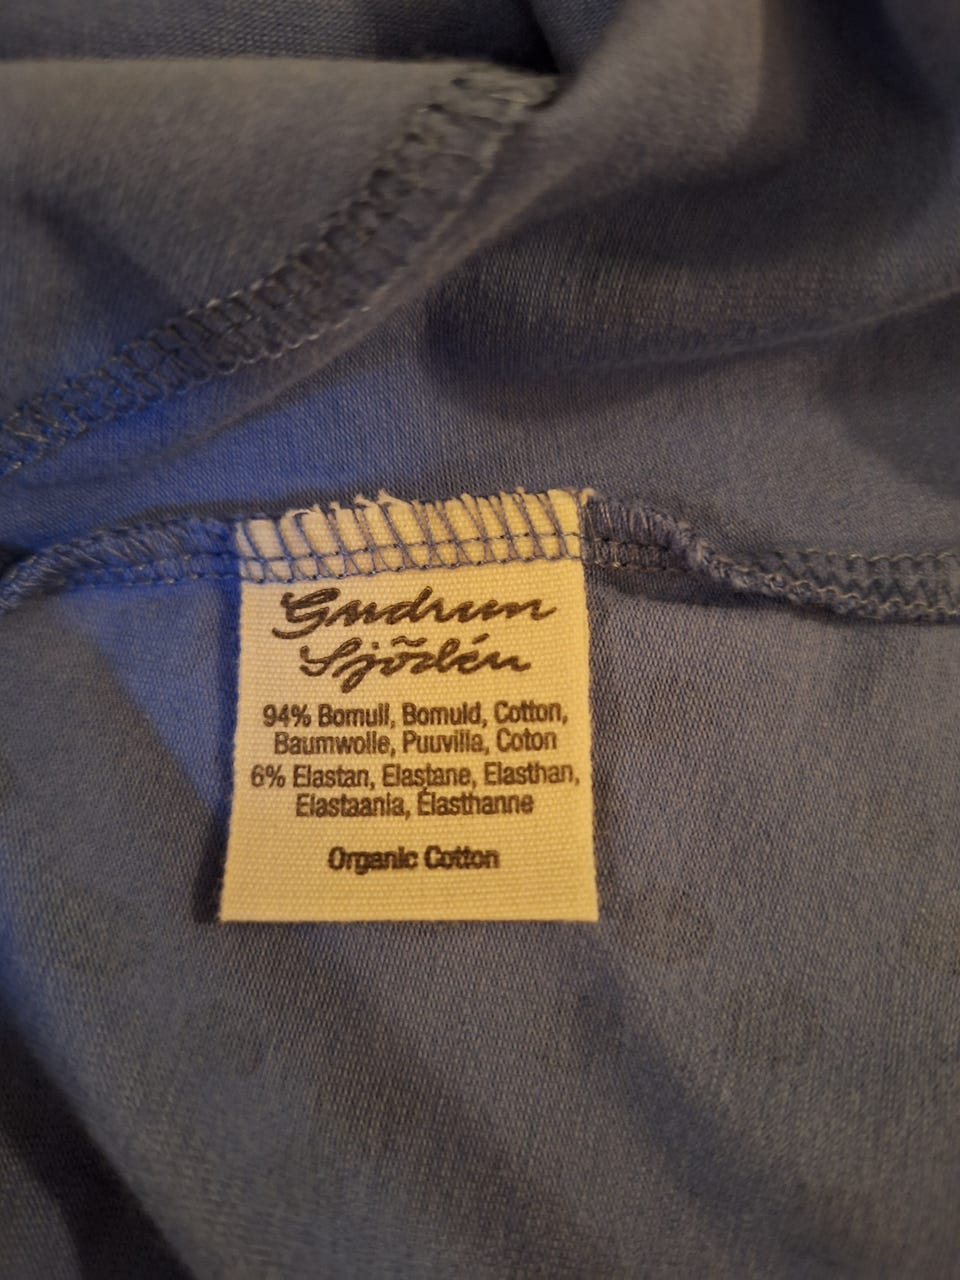 Gudrun
Sjödén
94% Bomull, Bomuld, Cotton,
Baumwolle, Puuvilla, Coton
6% Elastan, Elastane, Elasthan,
Elastaania, Élasthanne
Organic Cotton